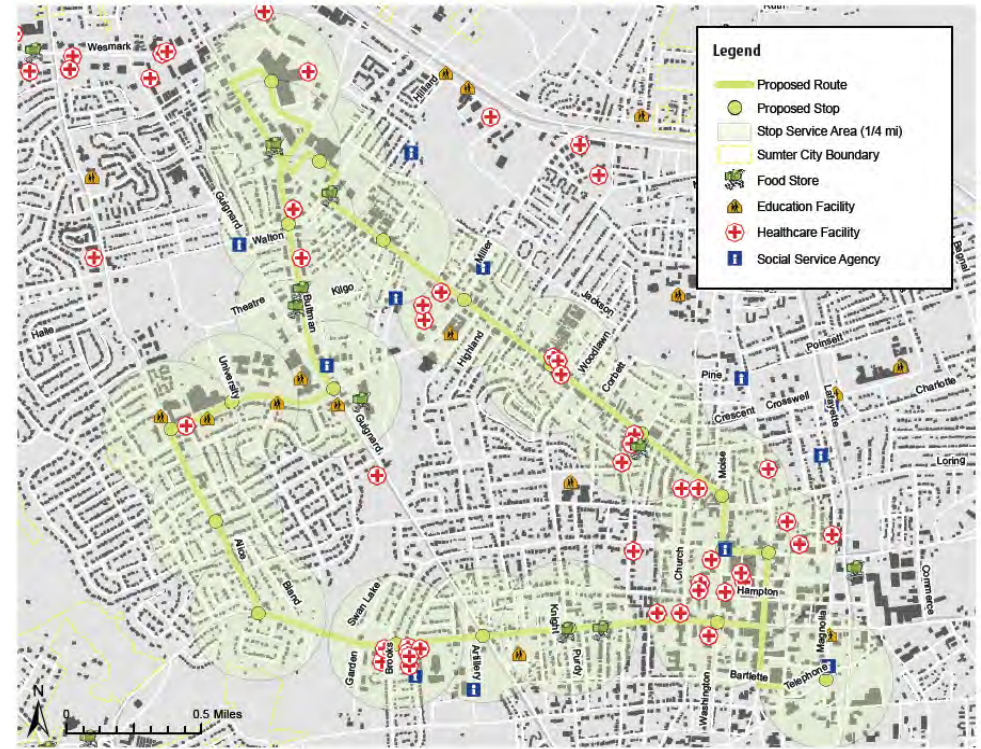 Wesmark
Hilliard
Guignard
Walton
Miller
Theatre
Kilgo
Bultman
Jackson
Highland
Woodlawn
Corbett
Haile
University
Guignard
Poinsett
Pine
Crescent
Crosswell
Lafayette
Charlotte
Bagnal
Loring
Moise
Alice
Bland
Swan Lake
Church
Hampton
Commerce
Knight
Garden
Brooks
Artillery
Purdy
Magnolia
Washington
Bartlette
Telephone
N
0
0.5 Miles
Legend
Proposed Route
Proposed Stop
Stop Service Area (1/4 mi)
Sumter City Boundary
Food Store
Education Facility
Healthcare Facility
Social Service Agency